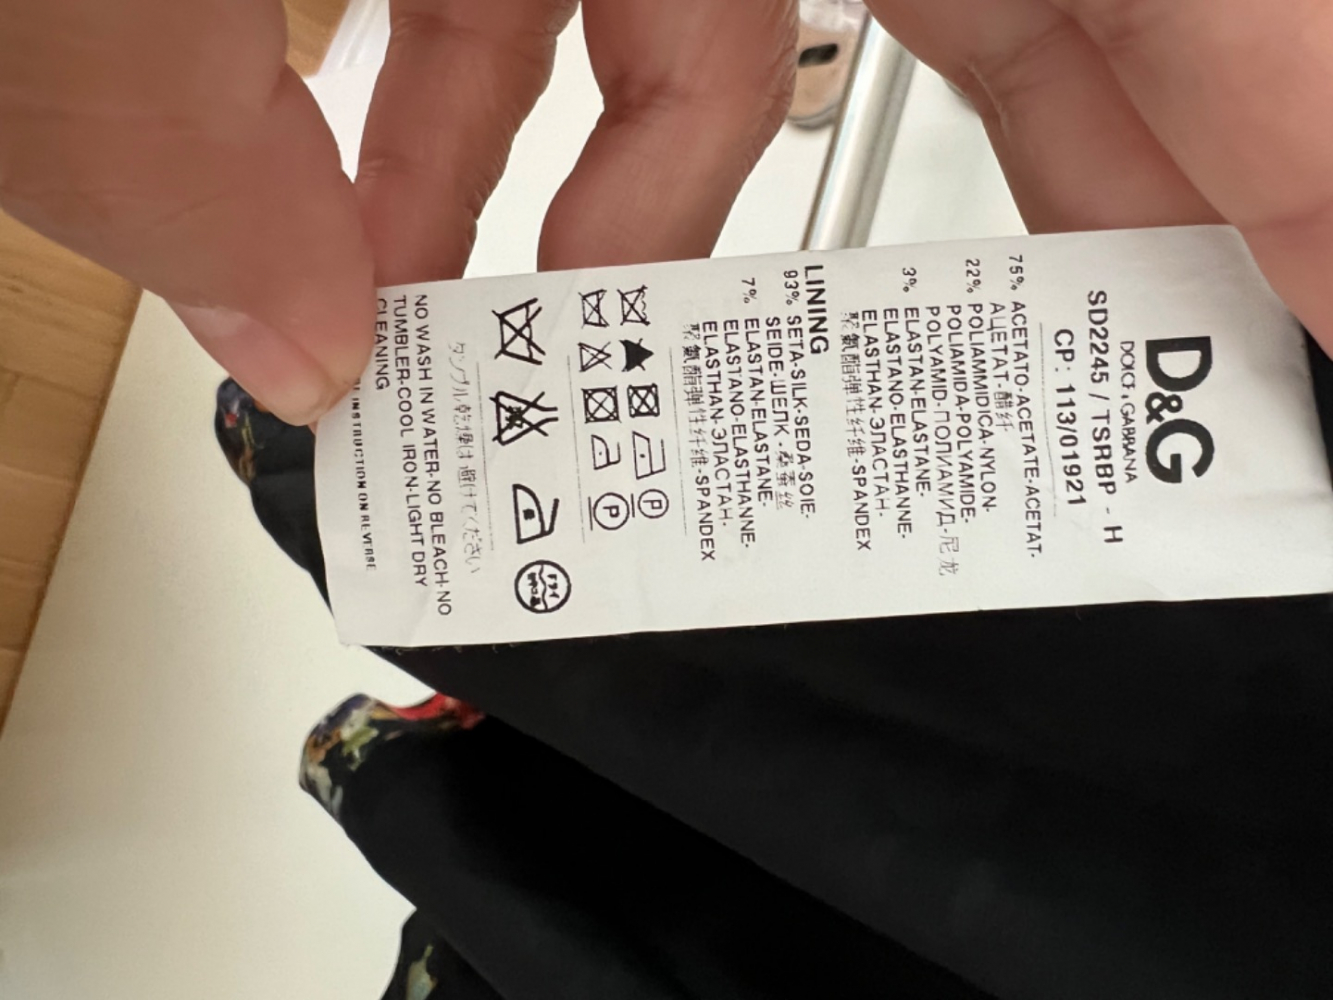 D&G
DOLCE & GABBANA
SD2245 / TSRBP - H
CP: 113/01921
75% ACETATO-ACETATE-ACETAT-
АЦЕТАТ-醋纤
22% POLIAMMIDICA-NYLON-
POLIAMIDA-POLYAMIDE-
POLYAMID-ПОЛИАМИД-尼龙
3% ELASTAN-ELASTANE-
ELASTANO-ELASTHANNE-
ELASTHAN-ЭЛАСТАН-
聚氨酯弹性纤维-SPANDEX
LINING
93% SETA-SILK-SEDA-SOIE-
SEIDE-ШЕЛК-桑蚕丝
7% ELASTAN-ELASTANE-
ELASTANO-ELASTHANNE-
ELASTHAN-ЭЛАСТАН-
聚氨酯弹性纤维-SPANDEX
P
P
ドライ
タンブル乾燥は避けてください
NO WASH IN WATER-NO BLEACH-NO
TUMBLER-COOL IRON-LIGHT DRY
CLEANING
INSTRUCTION ON REVERSE